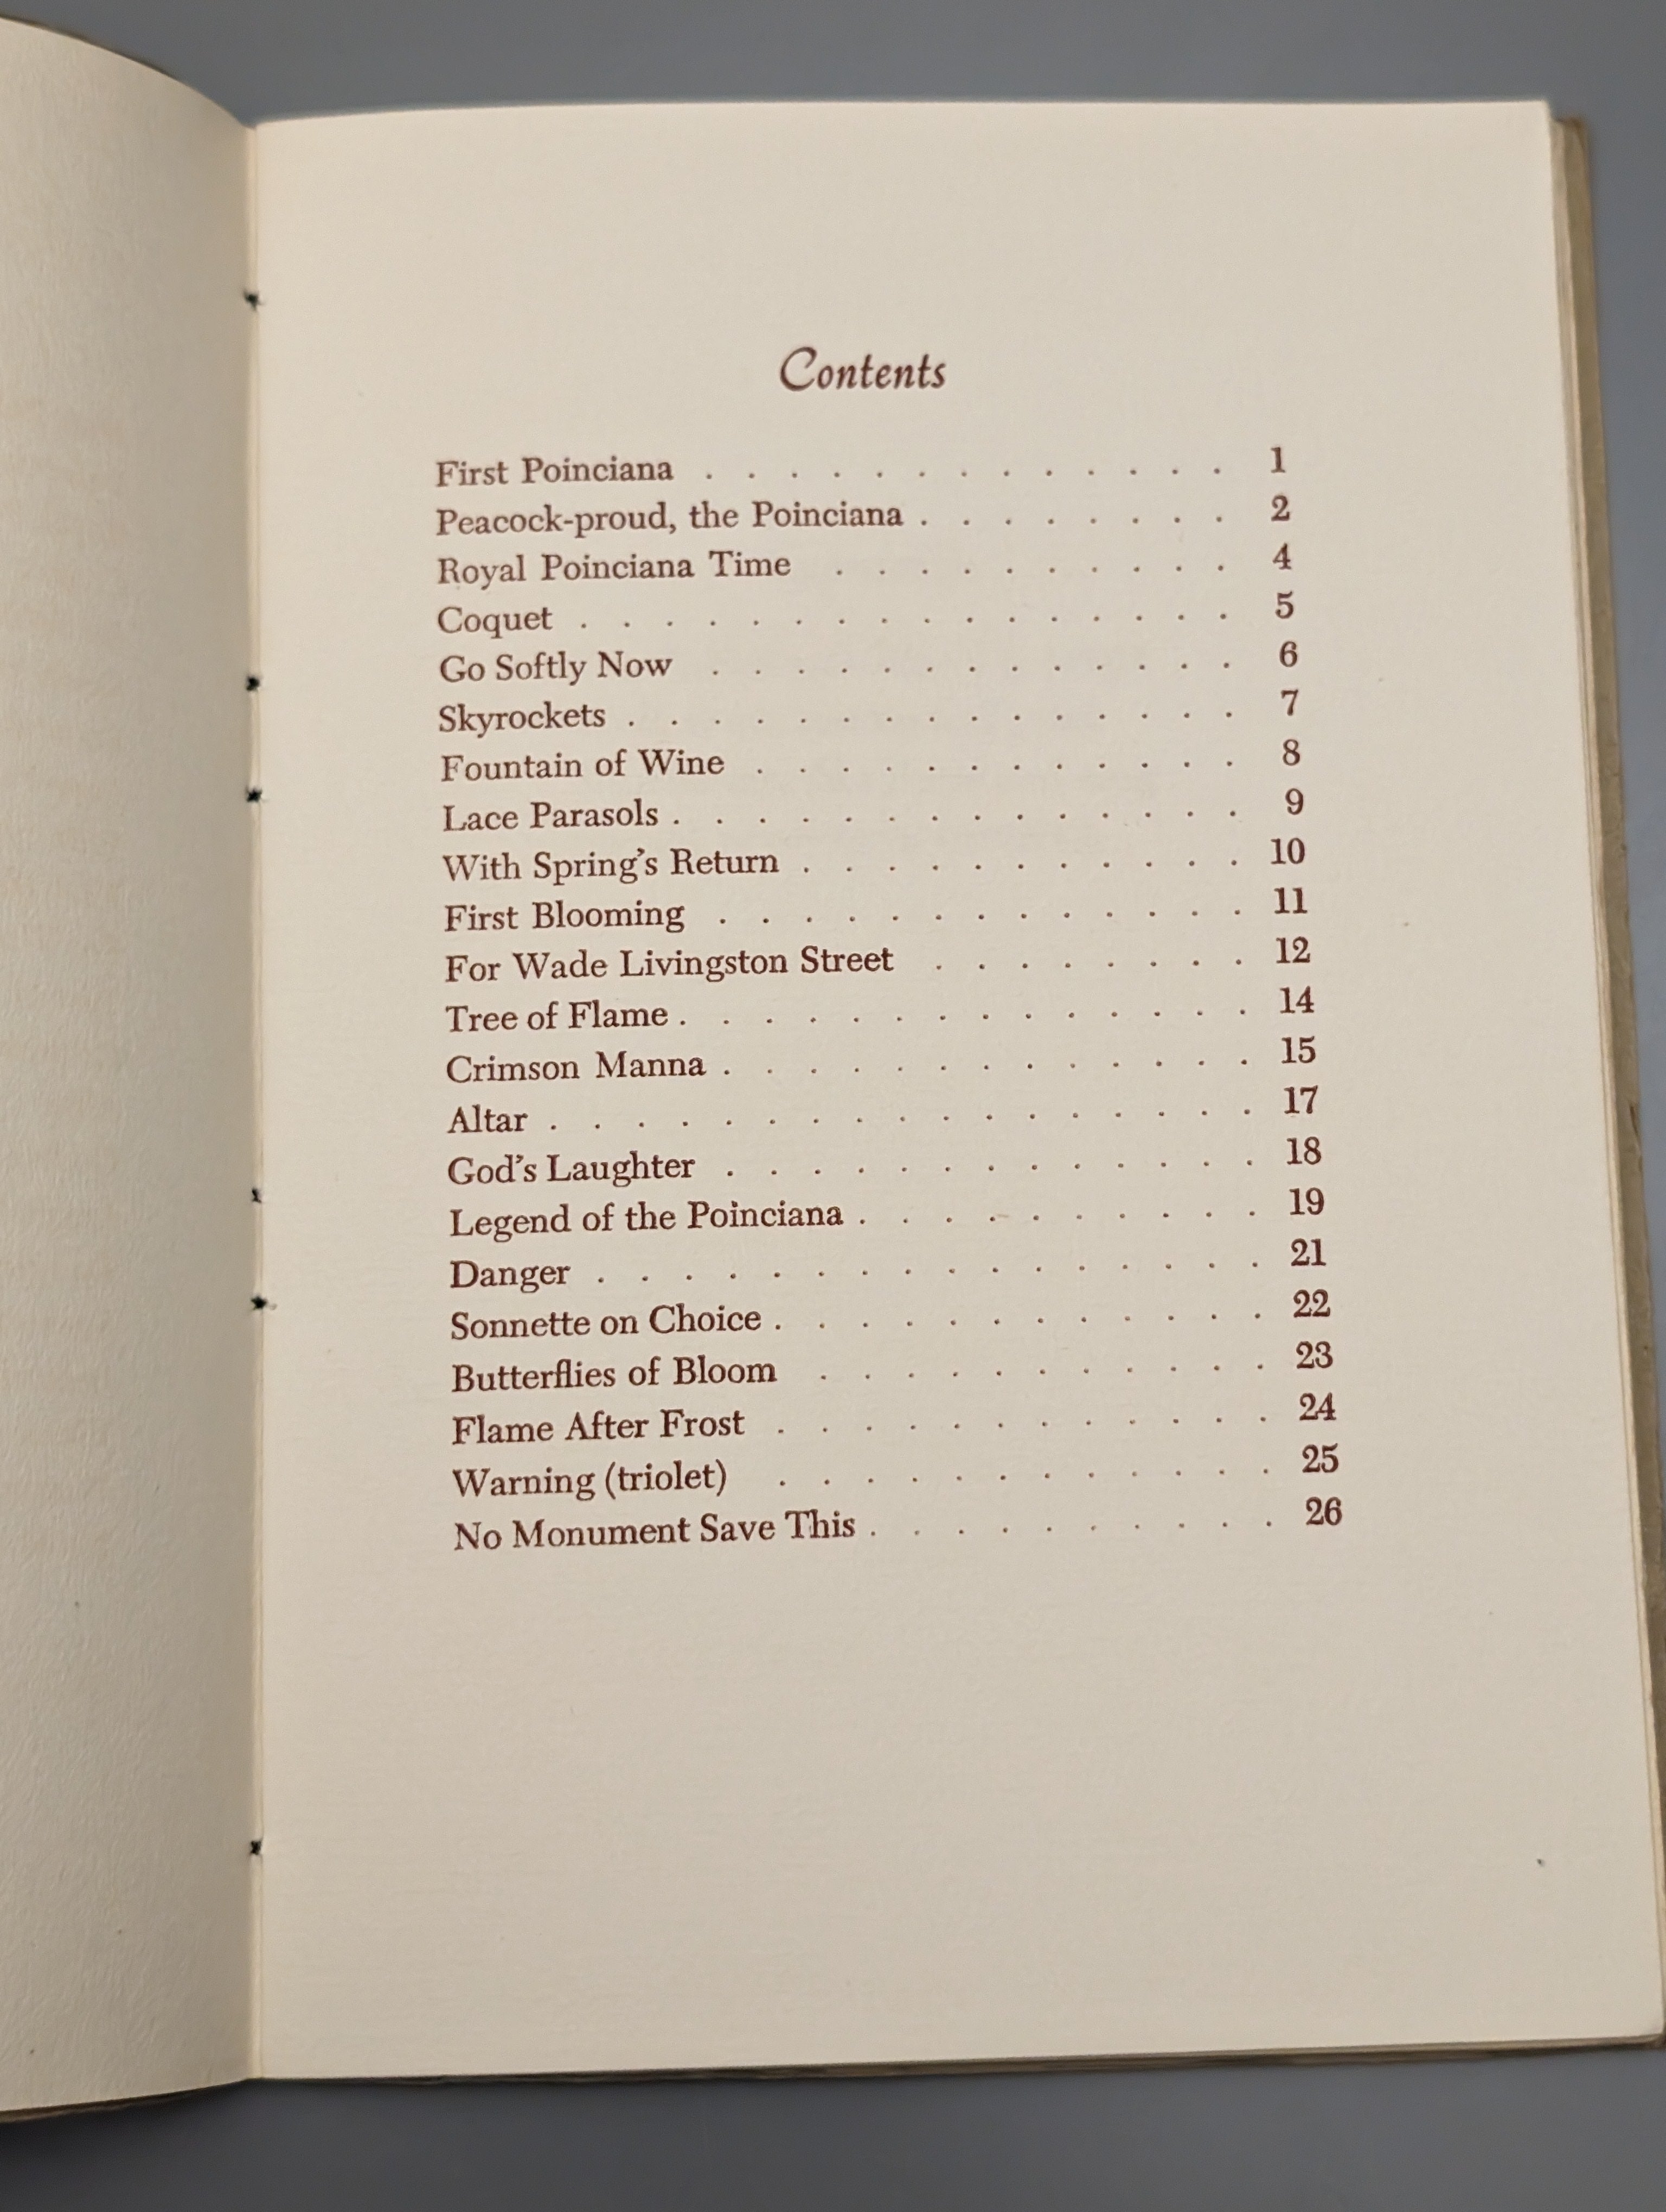 Contents
First Poinciana . . . . . . . . . . . . . 1
Peacock-proud, the Poinciana . . . . . . . . 2
Royal Poinciana Time . . . . . . . . . . 4
Coquet . . . . . . . . . . . . . . . . 5
Go Softly Now . . . . . . . . . . . . . 6
Skyrockets . . . . . . . . . . . . . . . 7
Fountain of Wine . . . . . . . . . . . . 8
Lace Parasols . . . . . . . . . . . . . . 9
With Spring's Return . . . . . . . . . . . 10
First Blooming . . . . . . . . . . . . . 11
For Wade Livingston Street . . . . . . . . 12
Tree of Flame . . . . . . . . . . . . . . 14
Crimson Manna . . . . . . . . . . . . . 15
Altar . . . . . . . . . . . . . . . . . 17
God's Laughter . . . . . . . . . . . . . 18
Legend of the Poinciana . . . . . . . . . . 19
Danger . . . . . . . . . . . . . . . . 21
Sonnette on Choice . . . . . . . . . . . . 22
Butterflies of Bloom . . . . . . . . . . . 23
Flame After Frost . . . . . . . . . . . . 24
Warning (triolet) . . . . . . . . . . . . 25
No Monument Save This . . . . . . . . . . 26